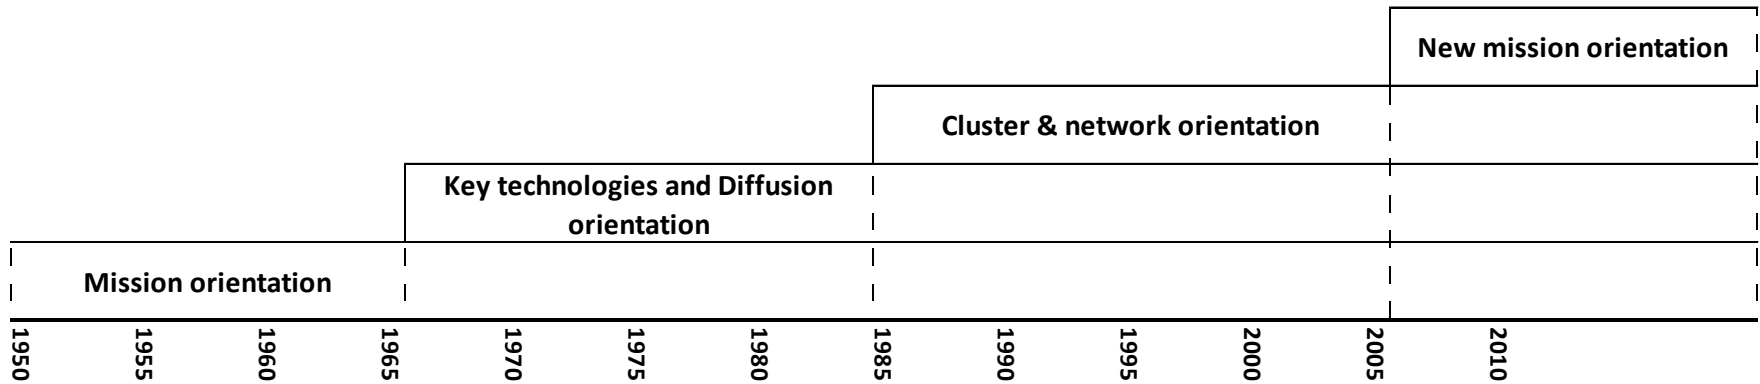 New mission orientation
Cluster & network orientation
Key technologies and Diffusion
orientation
Mission orientation
1950
1955
1960
1965
1970
1975
1980
1985
1990
1995
2000
2005
2010